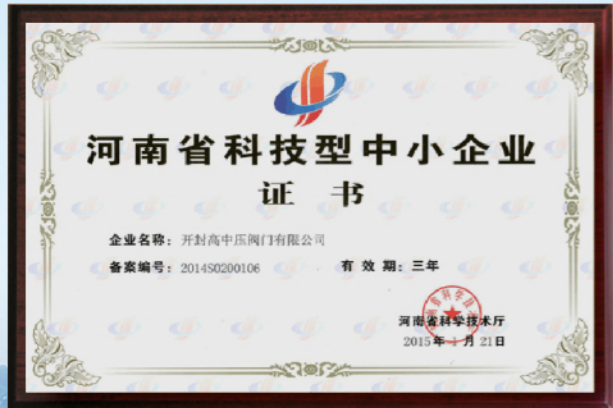 河南省科技型中小企业
证 书
企业名称：开封高中压阀门有限公司
备案编号：2014S0200106 有 效 期：三年
河南省科学技术厅
2015年 1 月 21日